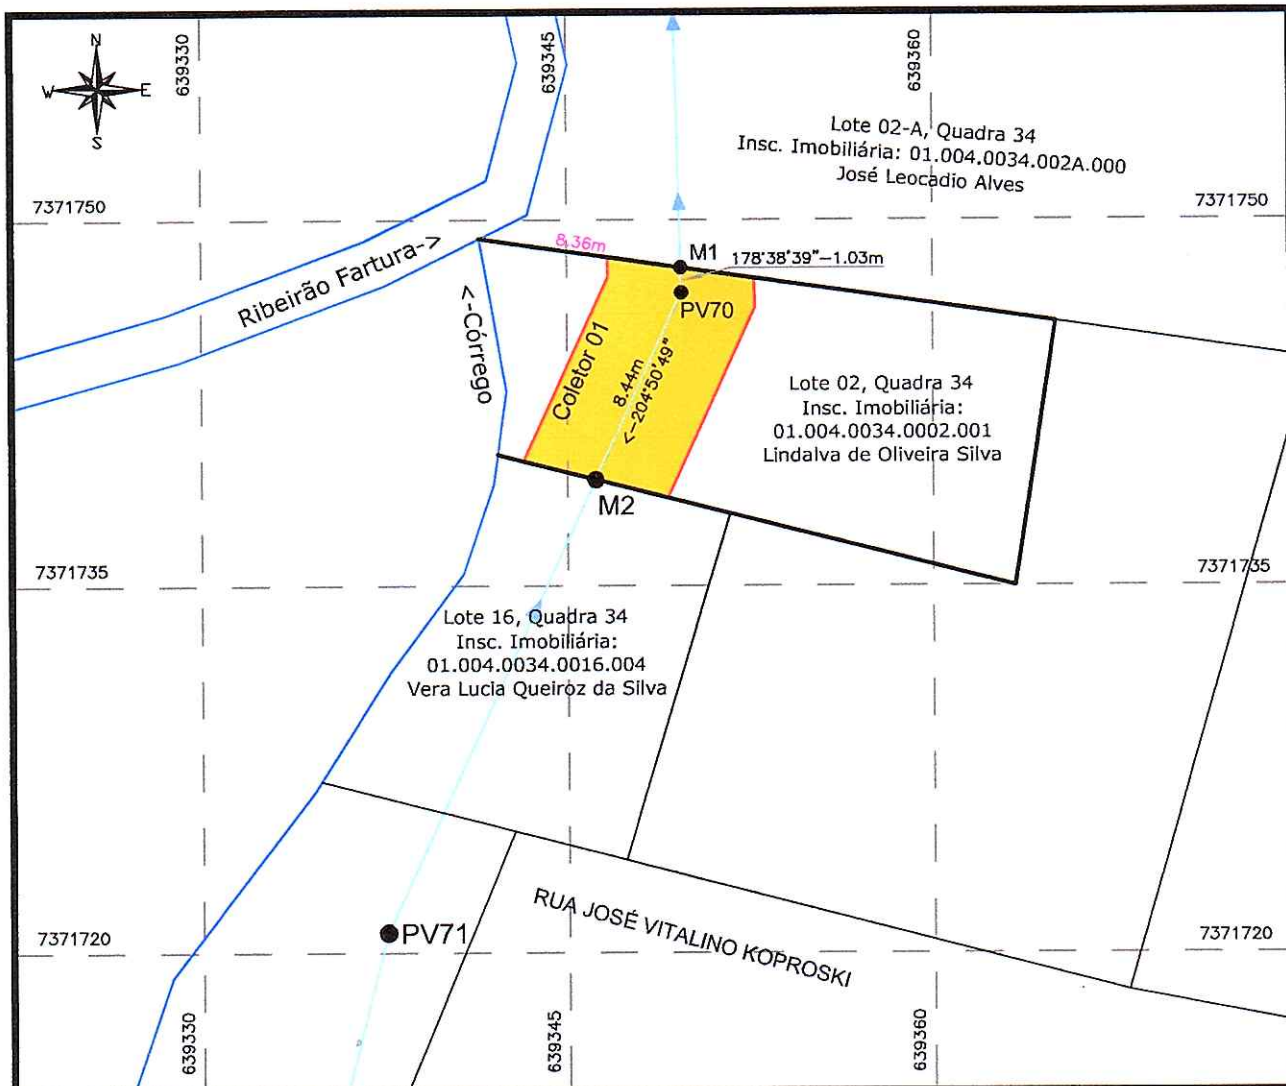 N
W E
S
639330
639345
639360
Lote 02-A, Quadra 34
Insc. Imobiliária: 01.004.0034.002A.000
José Leocadio Alves
7371750
7371750
Ribeirão Fartura->
8.36m
M1
178°38'39"-1.03m
PV70
<-Córrego
Coletor 01
8.44m
<-204°50'49"
Lote 02, Quadra 34
Insc. Imobiliária:
01.004.0034.0002.001
Lindalva de Oliveira Silva
M2
7371735
7371735
Lote 16, Quadra 34
Insc. Imobiliária:
01.004.0034.0016.004
Vera Lucia Queiroz da Silva
RUA JOSÉ VITALINO KOPROSKI
PV71
7371720
7371720
639330
639345
639360